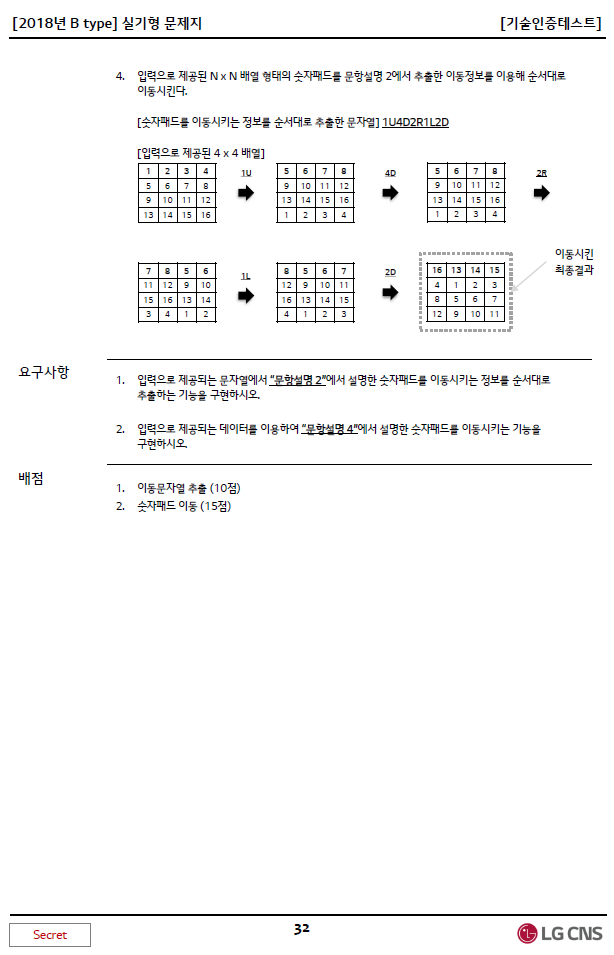 [2018년 B type] 실기형 문제지 [기술인증테스트]
4. 입력으로 제공된 N x N 배열 형태의 숫자패드를 문항설명 2에서 추출한 이동정보를 이용해 순서대로
이동시킨다.
[숫자패드를 이동시키는 정보를 순서대로 추출한 문자열] 1U4D2R1L2D
[입력으로 제공된 4 x 4 배열]
1 2 3 4 1U 5 6 7 8 4D 5 6 7 8 2R
5 6 7 8 9 10 11 12 9 10 11 12
9 10 11 12 13 14 15 16 13 14 15 16
13 14 15 16 1 2 3 4 1 2 3 4
이동시킨
최종결과
7 8 5 6 1L 8 5 6 7 2D 16 13 14 15
11 12 9 10 12 9 10 11 4 1 2 3
15 16 13 14 16 13 14 15 8 5 6 7
3 4 1 2 4 1 2 3 12 9 10 11
요구사항
1. 입력으로 제공되는 문자열에서 "문항설명 2"에서 설명한 숫자패드를 이동시키는 정보를 순서대로
추출하는 기능을 구현하시오.
2. 입력으로 제공되는 데이터를 이용하여 "문항설명 4"에서 설명한 숫자패드를 이동시키는 기능을
구현하시오.
배점
1. 이동문자열 추출 (10점)
2. 숫자패드 이동 (15점)
Secret 32 LG CNS